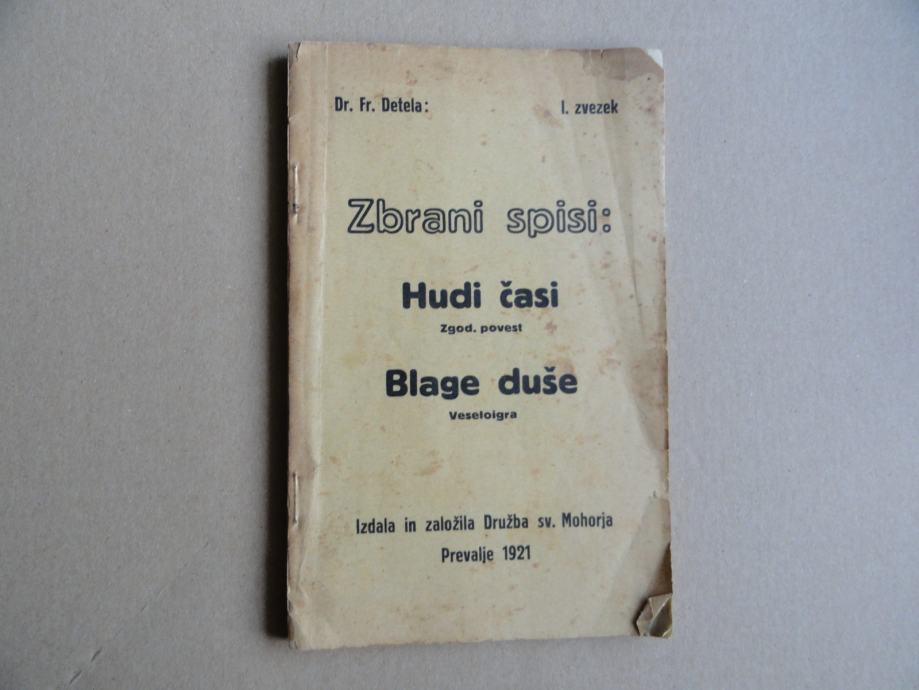 Dr. Fr. Detela: I. zvezek
Zbrani spisi:
Hudi časi
Zgod. povest
Blage duše
Veseloigra
Izdala in založila Družba sv. Mohorja
Prevalje 1921